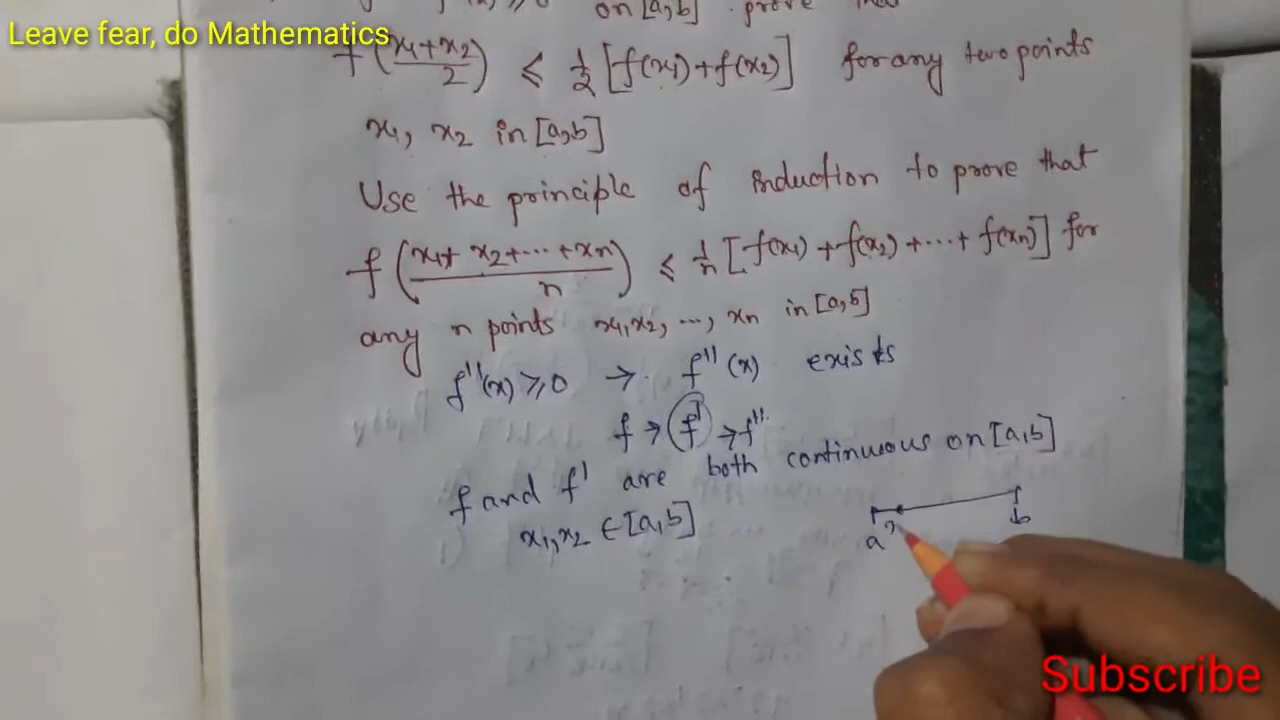 on [a,b] . prove that
Leave fear, do Mathematics
f((x1+x2)/2) ≤ 1/2 [f(x1)+f(x2)] for any two points
x1, x2 in [a,b]
Use the principle of induction to prove that
f((x1+x2+...+xn)/n) ≤ 1/n [f(x1)+f(x2)+...+f(xn)] for
any n points x1,x2, ..., xn in [a,b]
f''(x) ≥ 0 → f''(x) exists
f → f' → f''
f and f' are both continuous on [a,b]
x1,x2 ∈ [a,b]
a b
Subscribe